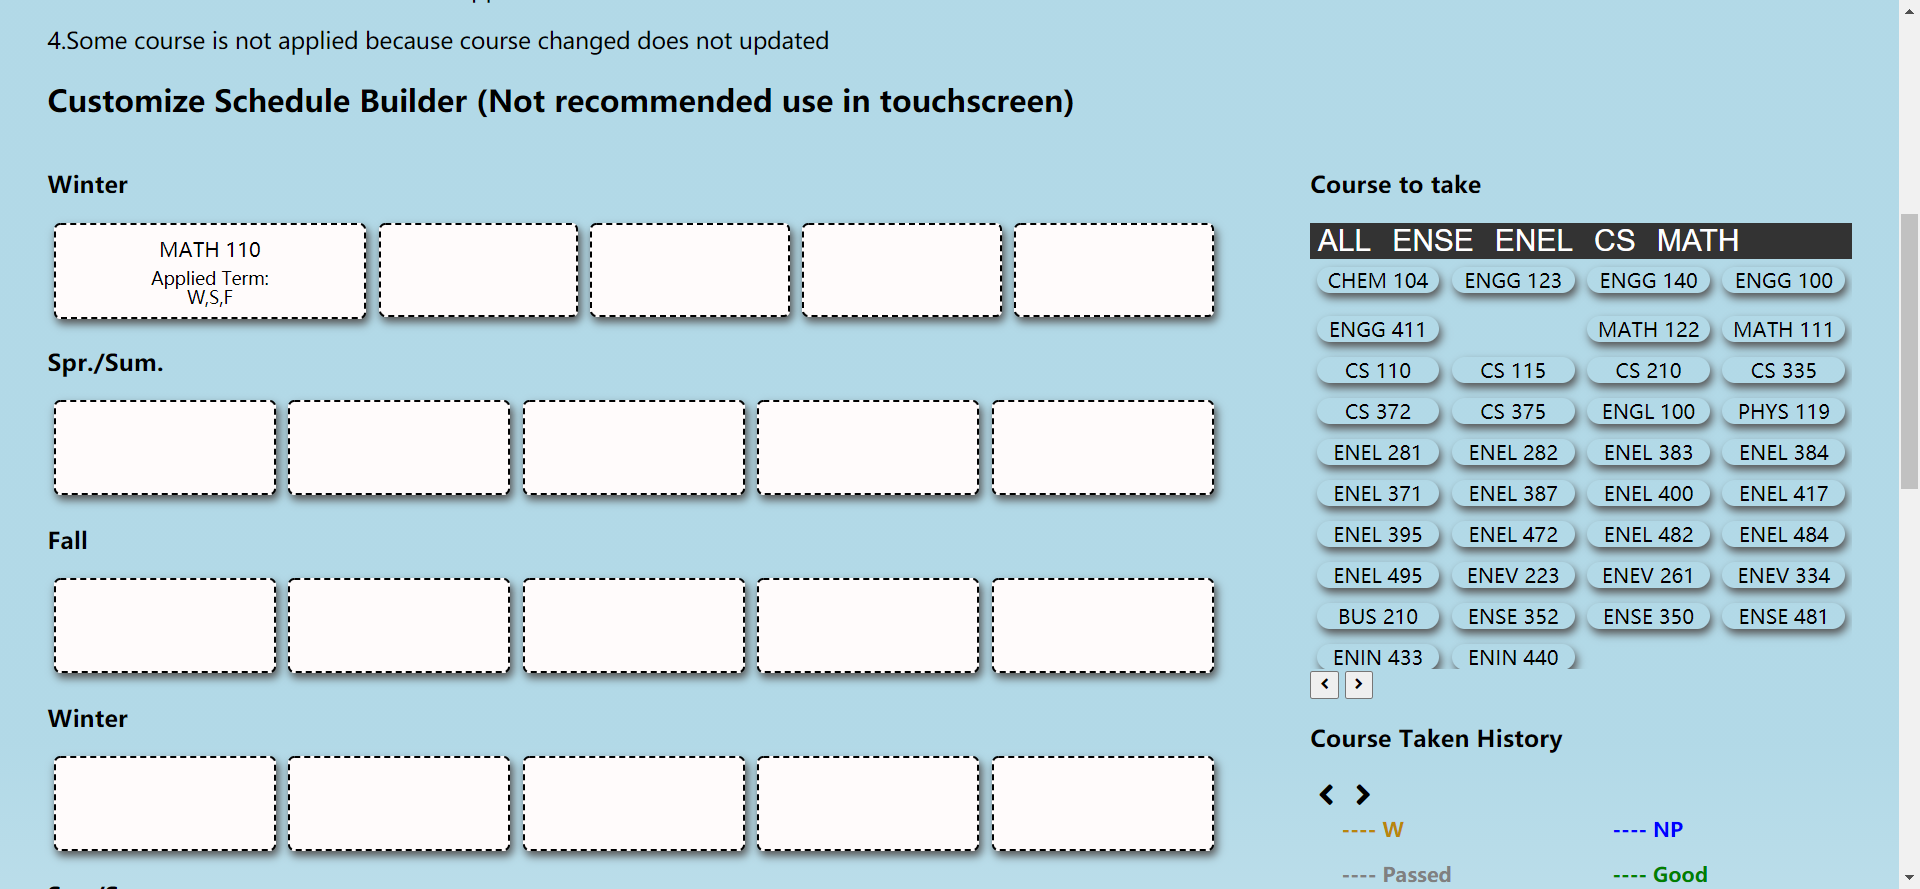 4.Some course is not applied because course changed does not updated
Customize Schedule Builder (Not recommended use in touchscreen)
Winter
MATH 110
Applied Term:
W,S,F
Spr./Sum.
Fall
Winter
Course to take
ALL ENSE ENEL CS MATH
CHEM 104 ENGG 123 ENGG 140 ENGG 100
ENGG 411 MATH 122 MATH 111
CS 110 CS 115 CS 210 CS 335
CS 372 CS 375 ENGL 100 PHYS 119
ENEL 281 ENEL 282 ENEL 383 ENEL 384
ENEL 371 ENEL 387 ENEL 400 ENEL 417
ENEL 395 ENEL 472 ENEL 482 ENEL 484
ENEL 495 ENEV 223 ENEV 261 ENEV 334
BUS 210 ENSE 352 ENSE 350 ENSE 481
ENIN 433 ENIN 440
Course Taken History
---- W ---- NP
---- Passed ---- Good